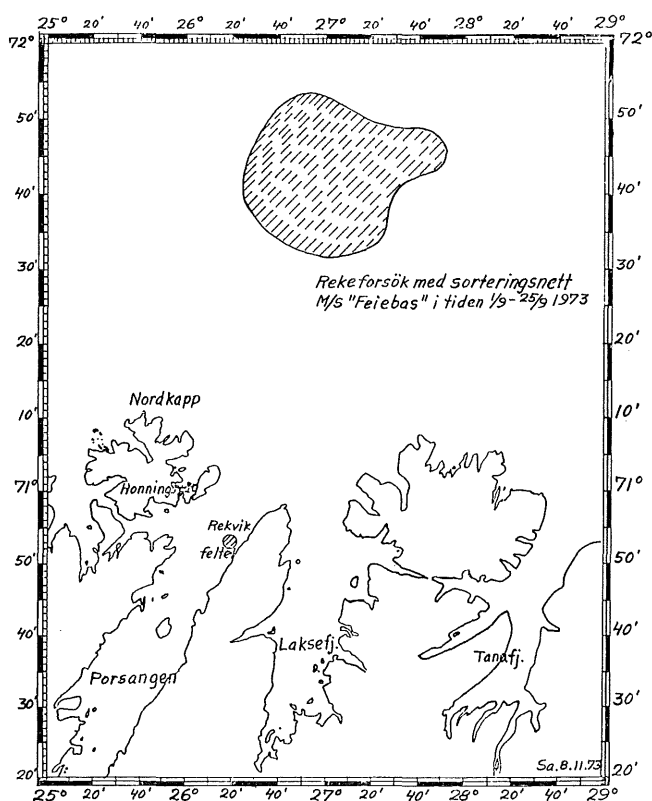 25° 20' 40' 26° 20' 40' 27° 20' 40' 28° 20' 40' 29°
72° 72°
50' 50'
40' 40'
30' 30'
Rekeforsök med sorteringsnett
M/s "Feiebas" i tiden 1/9-25/9 1973
20' 20'
Nordkapp
10' 10'
71° 71°
Honningsvåg
Rekvik
feltet
50' 50'
40' 40'
Laksefj.
Tanafj.
Porsangen
30' 30'
Sa. 8.11.73
20' 20'
25° 20' 40' 26° 20' 40' 27° 20' 40' 28° 20' 40' 29°